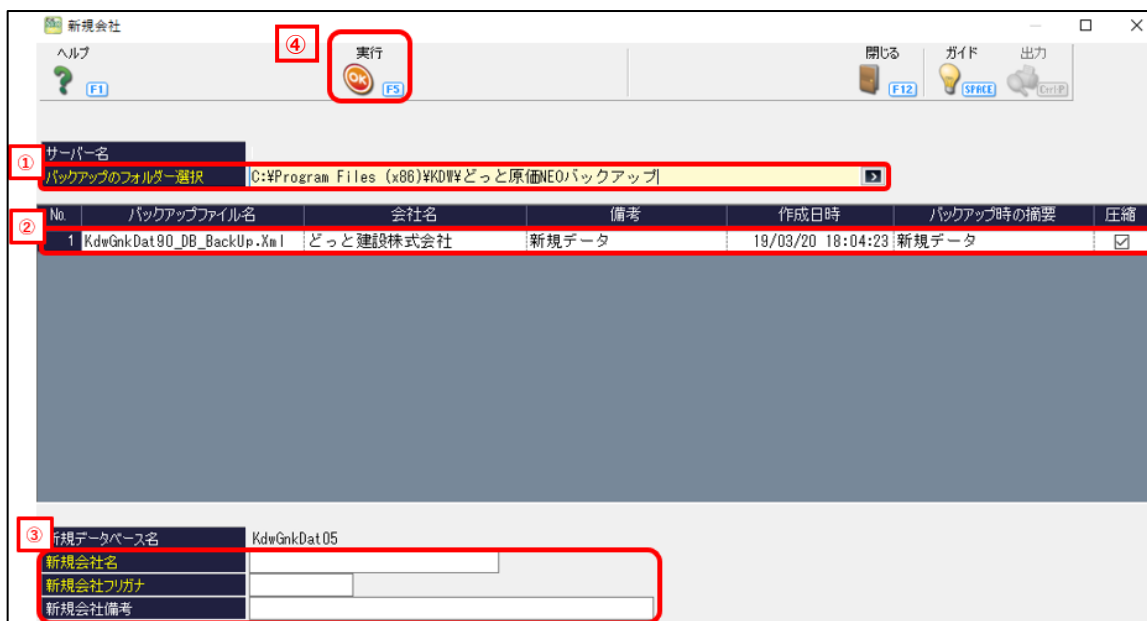 新規会社
ヘルプ
F1
④
実行
OK
F5
閉じる
F12
ガイド
SPACE
出力
Ctrl P
サーバー名
①
バックアップのフォルダー選択 C:¥Program Files (x86)¥KDW¥どっと原価NEOバックアップ
No. バックアップファイル名 会社名 備考 作成日時 バックアップ時の摘要 圧縮
②
1 KdwGnkDat90_DB_BackUp.Xml どっと建設株式会社 新規データ 19/03/20 18:04:23 新規データ
③
新規データベース名 KdwGnkDat05
新規会社名
新規会社フリガナ
新規会社備考